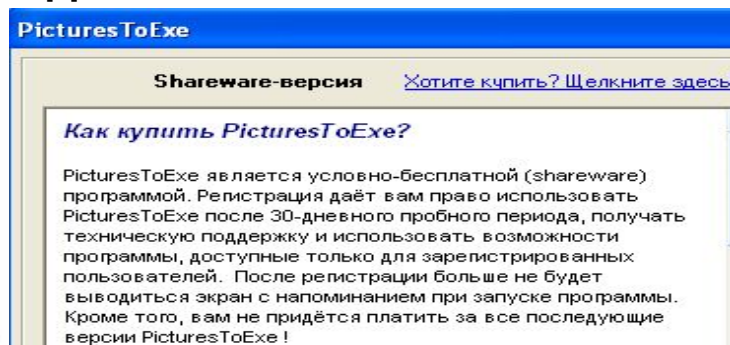 PicturesToExe
Shareware-версия Хотите купить? Щелкните здесь
Как купить PicturesToExe?
PicturesToExe является условно-бесплатной (shareware)
программой. Регистрация даёт вам право использовать
PicturesToExe после 30-дневного пробного периода, получать
техническую поддержку и использовать возможности
программы, доступные только для зарегистрированных
пользователей. После регистрации больше не будет
выводиться экран с напоминанием при запуске программы.
Кроме того, вам не придётся платить за все последующие
версии PicturesToExe !